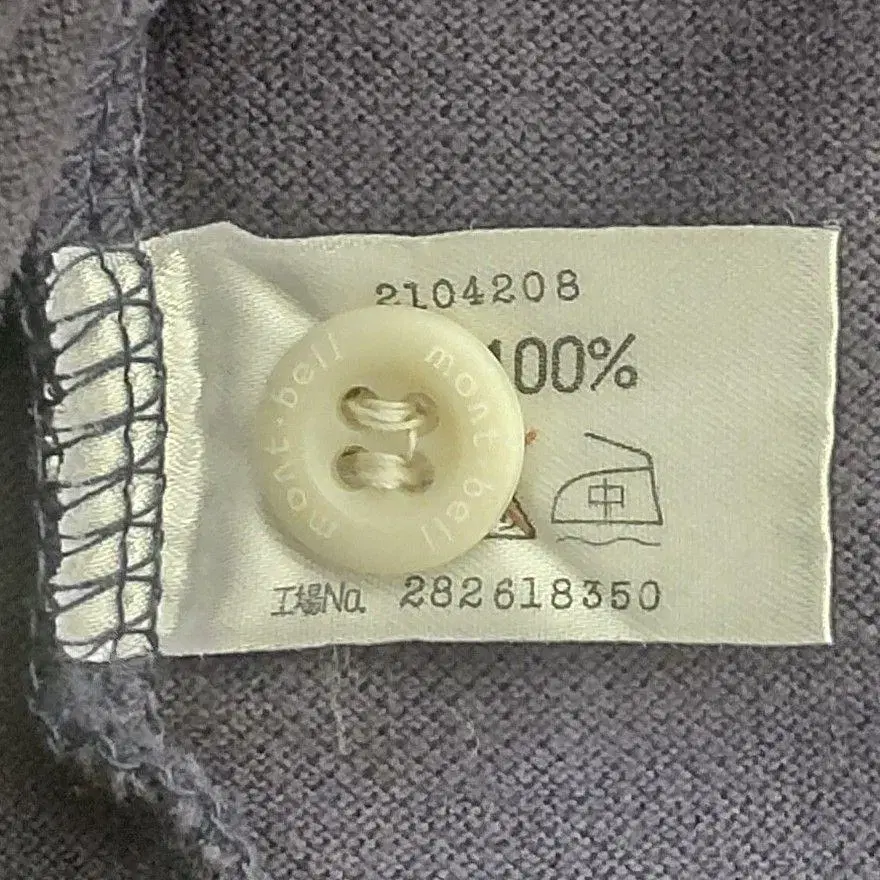 2104208
100%
mont·bell mont bell
中
工場No. 282618350